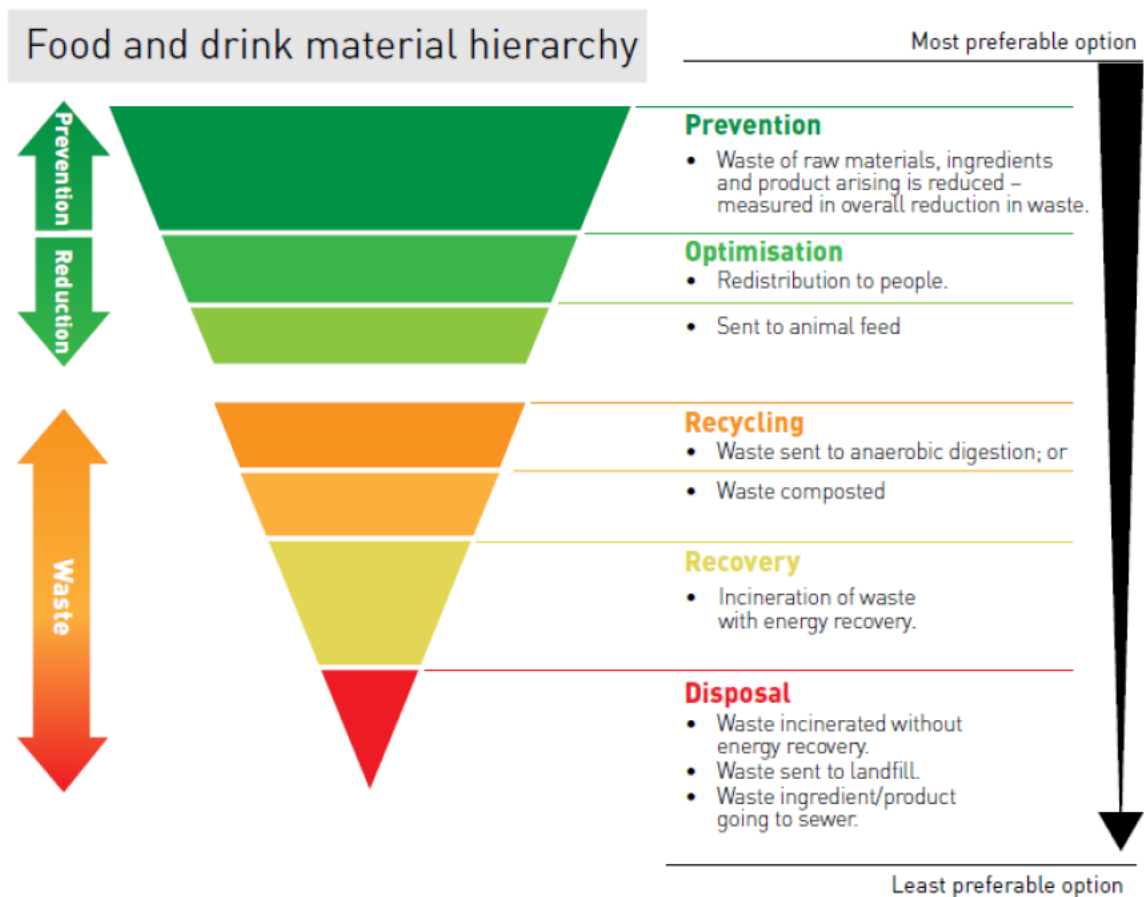 Food and drink material hierarchy
Most preferable option
Prevention
Reduction
Waste
Prevention
• Waste of raw materials, ingredients
and product arising is reduced –
measured in overall reduction in waste.
Optimisation
• Redistribution to people.
• Sent to animal feed
Recycling
• Waste sent to anaerobic digestion; or
• Waste composted
Recovery
• Incineration of waste
with energy recovery.
Disposal
• Waste incinerated without
energy recovery.
• Waste sent to landfill.
• Waste ingredient/product
going to sewer.
Least preferable option